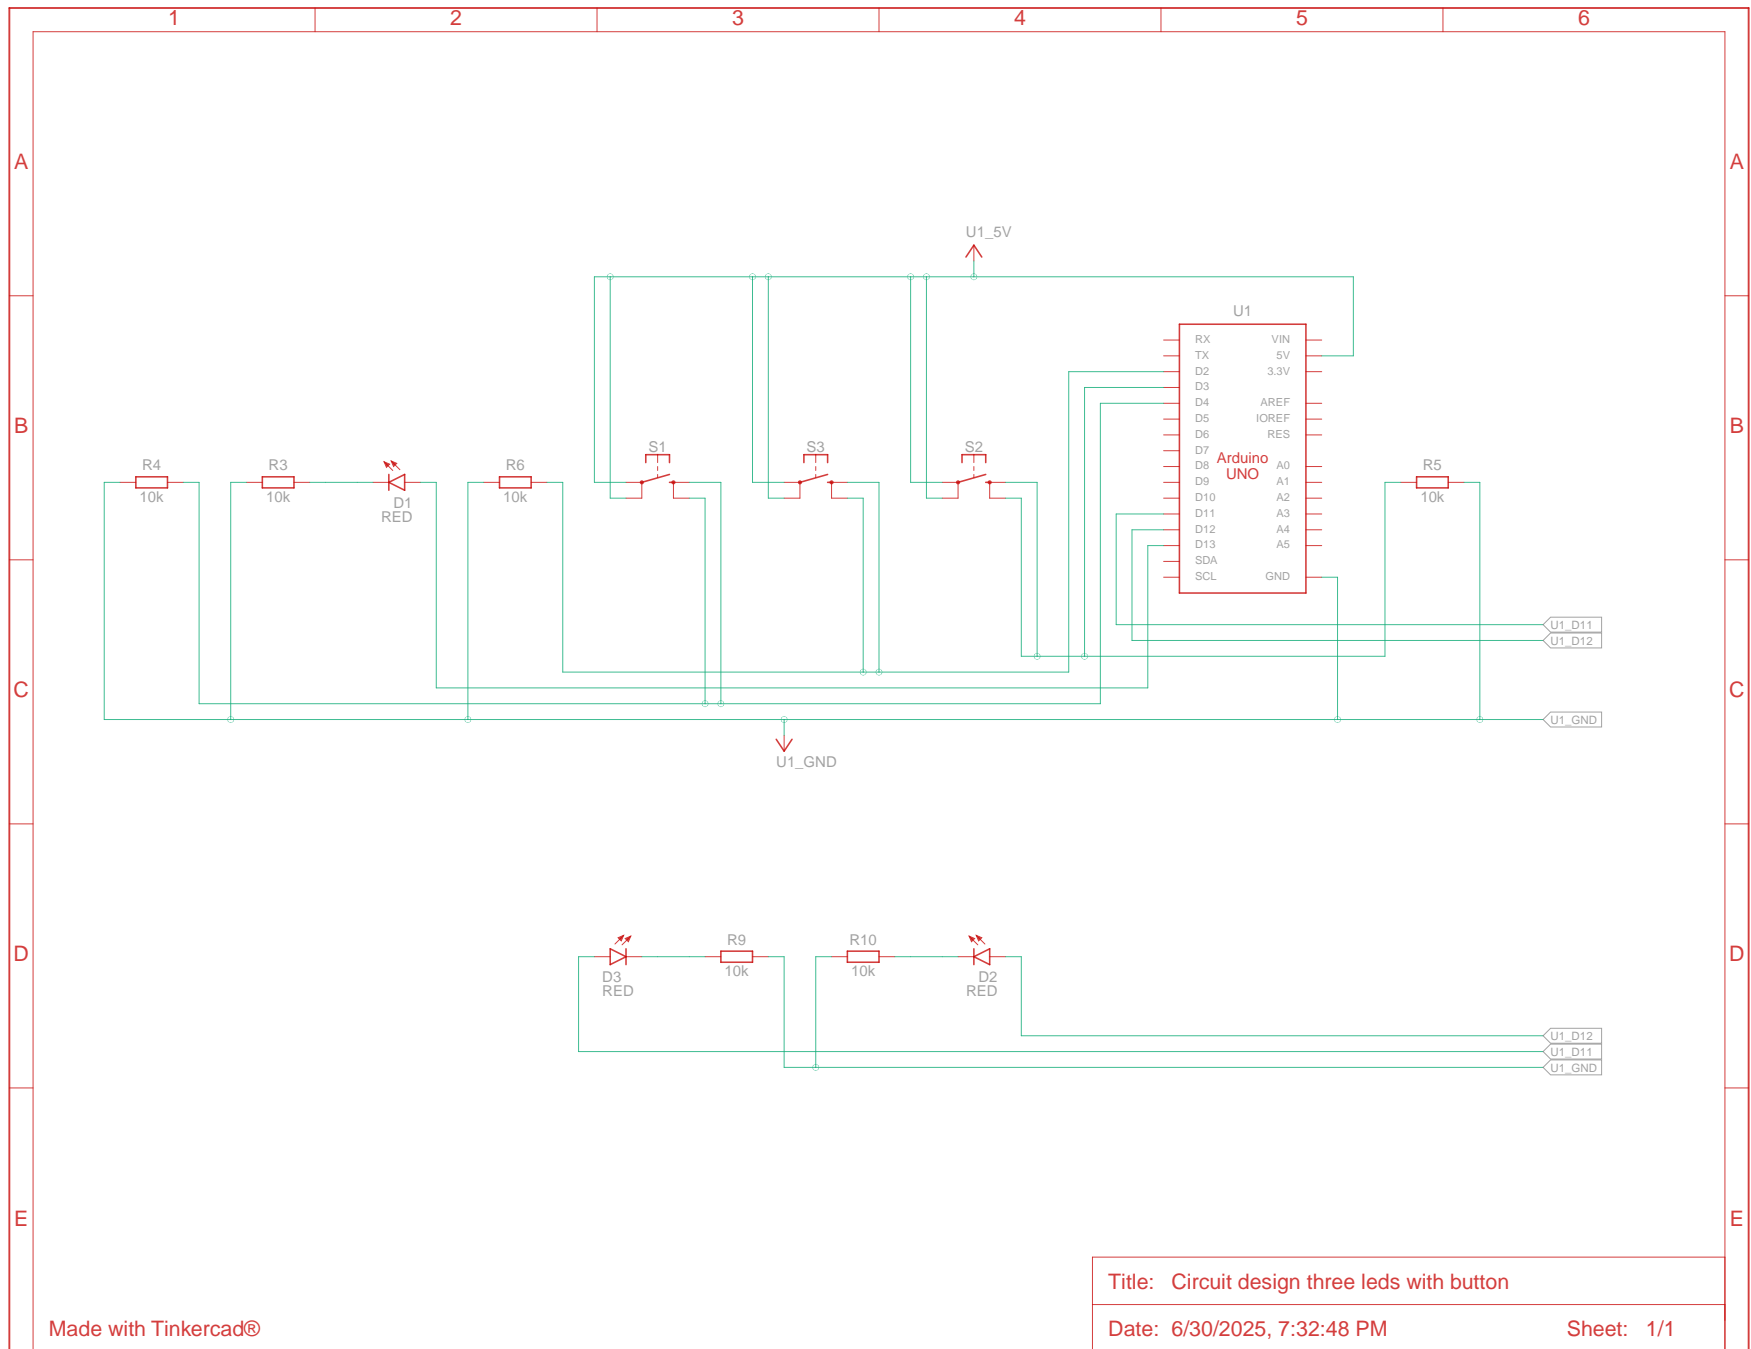 1 2 3 4 5 6
A A
U1_5V
B B
U1
RX VIN
TX 5V
D2 3.3V
D3
D4 AREF
D5 IOREF
D6 RES
D7
Arduino
UNO
D8 A0
D9 A1
D10 A2
D11 A3
D12 A4
D13 A5
SDA
SCL GND
S1 S3 S2
R4 R3 R6 R5
10k 10k 10k 10k
D1
RED
U1_D11
U1_D12
C C
U1_GND
U1_GND
D D
R9 R10
10k 10k
D3 D2
RED RED
U1_D12
U1_D11
U1_GND
E E
Title: Circuit design three leds with button
Made with Tinkercad®
Date: 6/30/2025, 7:32:48 PM Sheet: 1/1